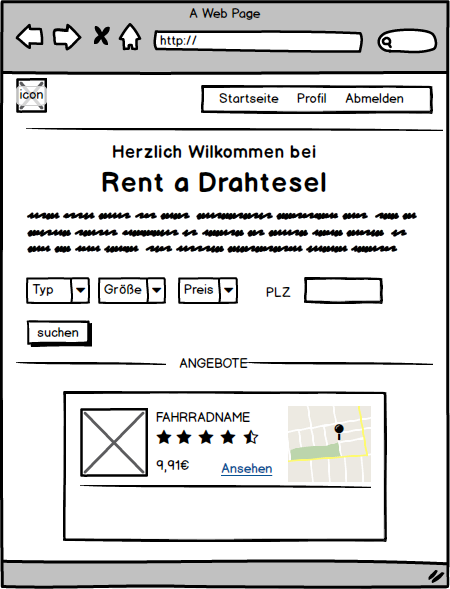 A Web Page
http://
icon
Startseite Profil Abmelden
Herzlich Wilkommen bei
Rent a Drahtesel
Typ Größe Preis PLZ
suchen
ANGEBOTE
FAHRRADNAME
9,91€ Ansehen